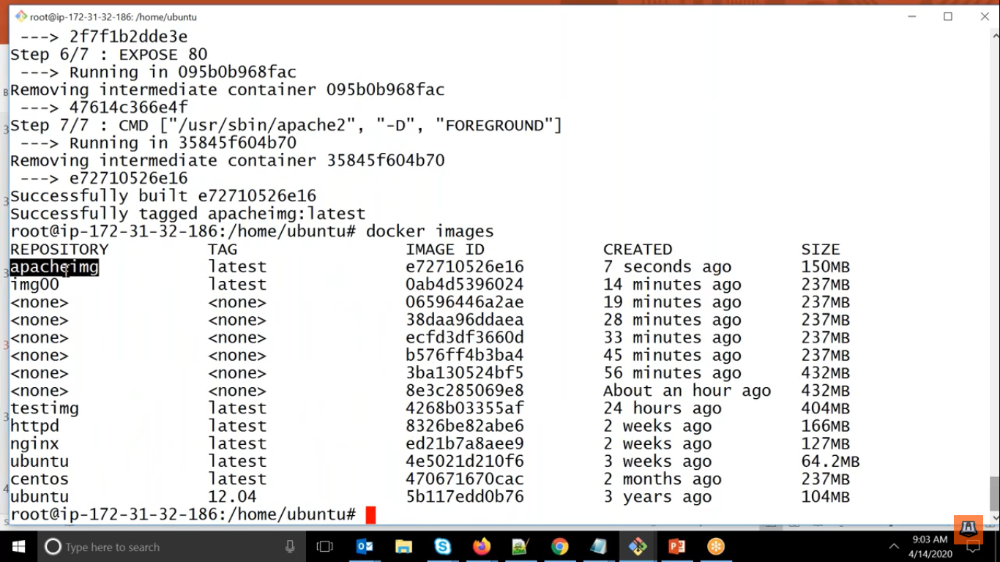 root@ip-172-31-32-186: /home/ubuntu
---> 2f7f1b2dde3e
Step 6/7 : EXPOSE 80
---> Running in 095b0b968fac
Removing intermediate container 095b0b968fac
---> 47614c366e4f
Step 7/7 : CMD ["/usr/sbin/apache2", "-D", "FOREGROUND"]
---> Running in 35845f604b70
Removing intermediate container 35845f604b70
---> e72710526e16
Successfully built e72710526e16
Successfully tagged apacheimg:latest
root@ip-172-31-32-186:/home/ubuntu# docker images
REPOSITORY TAG IMAGE ID CREATED SIZE
apacheimg latest e72710526e16 7 seconds ago 150MB
img00 latest 0ab4d5396024 14 minutes ago 237MB
<none> <none> 06596446a2ae 19 minutes ago 237MB
<none> <none> 38daa96ddaea 28 minutes ago 237MB
<none> <none> ecfd3df3660d 33 minutes ago 237MB
<none> <none> b576ff4b3ba4 45 minutes ago 237MB
<none> <none> 3ba130524bf5 56 minutes ago 432MB
<none> <none> 8e3c285069e8 About an hour ago 432MB
testimg latest 4268b03355af 24 hours ago 404MB
httpd latest 8326be82abe6 2 weeks ago 166MB
nginx latest ed21b7a8aee9 2 weeks ago 127MB
ubuntu latest 4e5021d210f6 3 weeks ago 64.2MB
centos latest 470671670cac 2 months ago 237MB
ubuntu 12.04 5b117edd0b76 3 years ago 104MB
root@ip-172-31-32-186:/home/ubuntu#
Type here to search
9:03 AM
4/14/2020